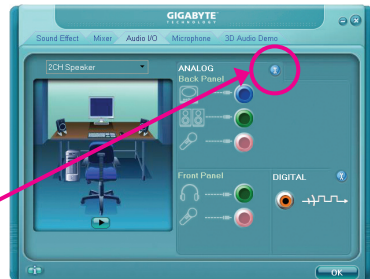 GIGABYTE
TECHNOLOGY
Sound Effect Mixer Audio I/O Microphone 3D Audio Demo
2CH Speaker
ANALOG
Back Panel
Front Panel
DIGITAL
OK